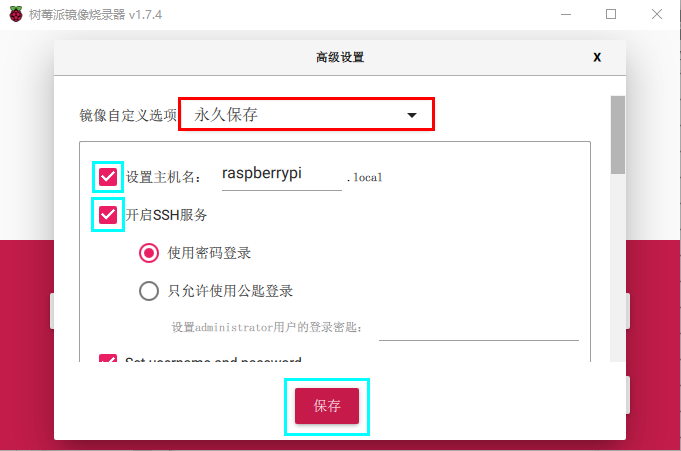 树莓派镜像烧录器 v1.7.4
高级设置 X
镜像自定义选项 永久保存
设置主机名： raspberrypi .local
开启SSH服务
使用密码登录
只允许使用公匙登录
设置administrator用户的登录密匙：
Set username and password
保存